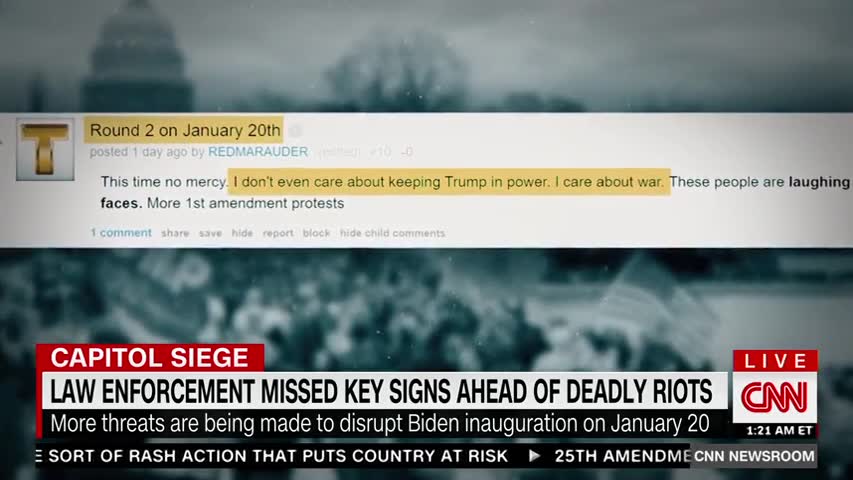 T
Round 2 on January 20th
posted 1 day ago by REDMARAUDER (edited) +10 -0
This time no mercy. I don't even care about keeping Trump in power. I care about war. These people are laughing
faces. More 1st amendment protests
1 comment share save hide report block hide child comments
CAPITOL SIEGE
LAW ENFORCEMENT MISSED KEY SIGNS AHEAD OF DEADLY RIOTS
More threats are being made to disrupt Biden inauguration on January 20
LIVE
CNN
1:21 AM ET
E SORT OF RASH ACTION THAT PUTS COUNTRY AT RISK ▶ 25TH AMENDME
CNN NEWSROOM